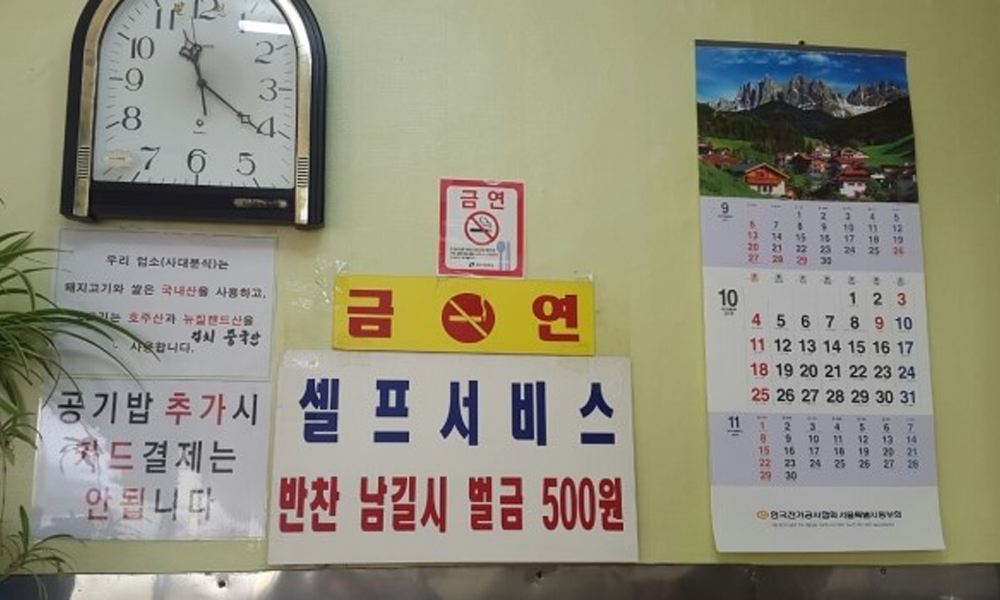 11 12
10 2
9 3
8 4
7 6 5
우리 업소(사대분식)는
돼지고기와 쌀은 국내산을 사용하고,
호주산과 뉴질랜드산을
사용합니다. 김치 중국산
공기밥 추가시
카드결제는
안됩니다
금연
금 연
셀프서비스
반찬 남길시 벌금 500원
9
1 2 3 4 5
6 7 8 9 10 11 12
13 14 15 16 17 18 19
20 21 22 23 24 25 26
27 28 29 30
10
1 2 3
4 5 6 7 8 9 10
11 12 13 14 15 16 17
18 19 20 21 22 23 24
25 26 27 28 29 30 31
11
1 2 3 4 5 6 7
8 9 10 11 12 13 14
15 16 17 18 19 20 21
22 23 24 25 26 27 28
29 30
한국전기공사협회 서울특별시동부회